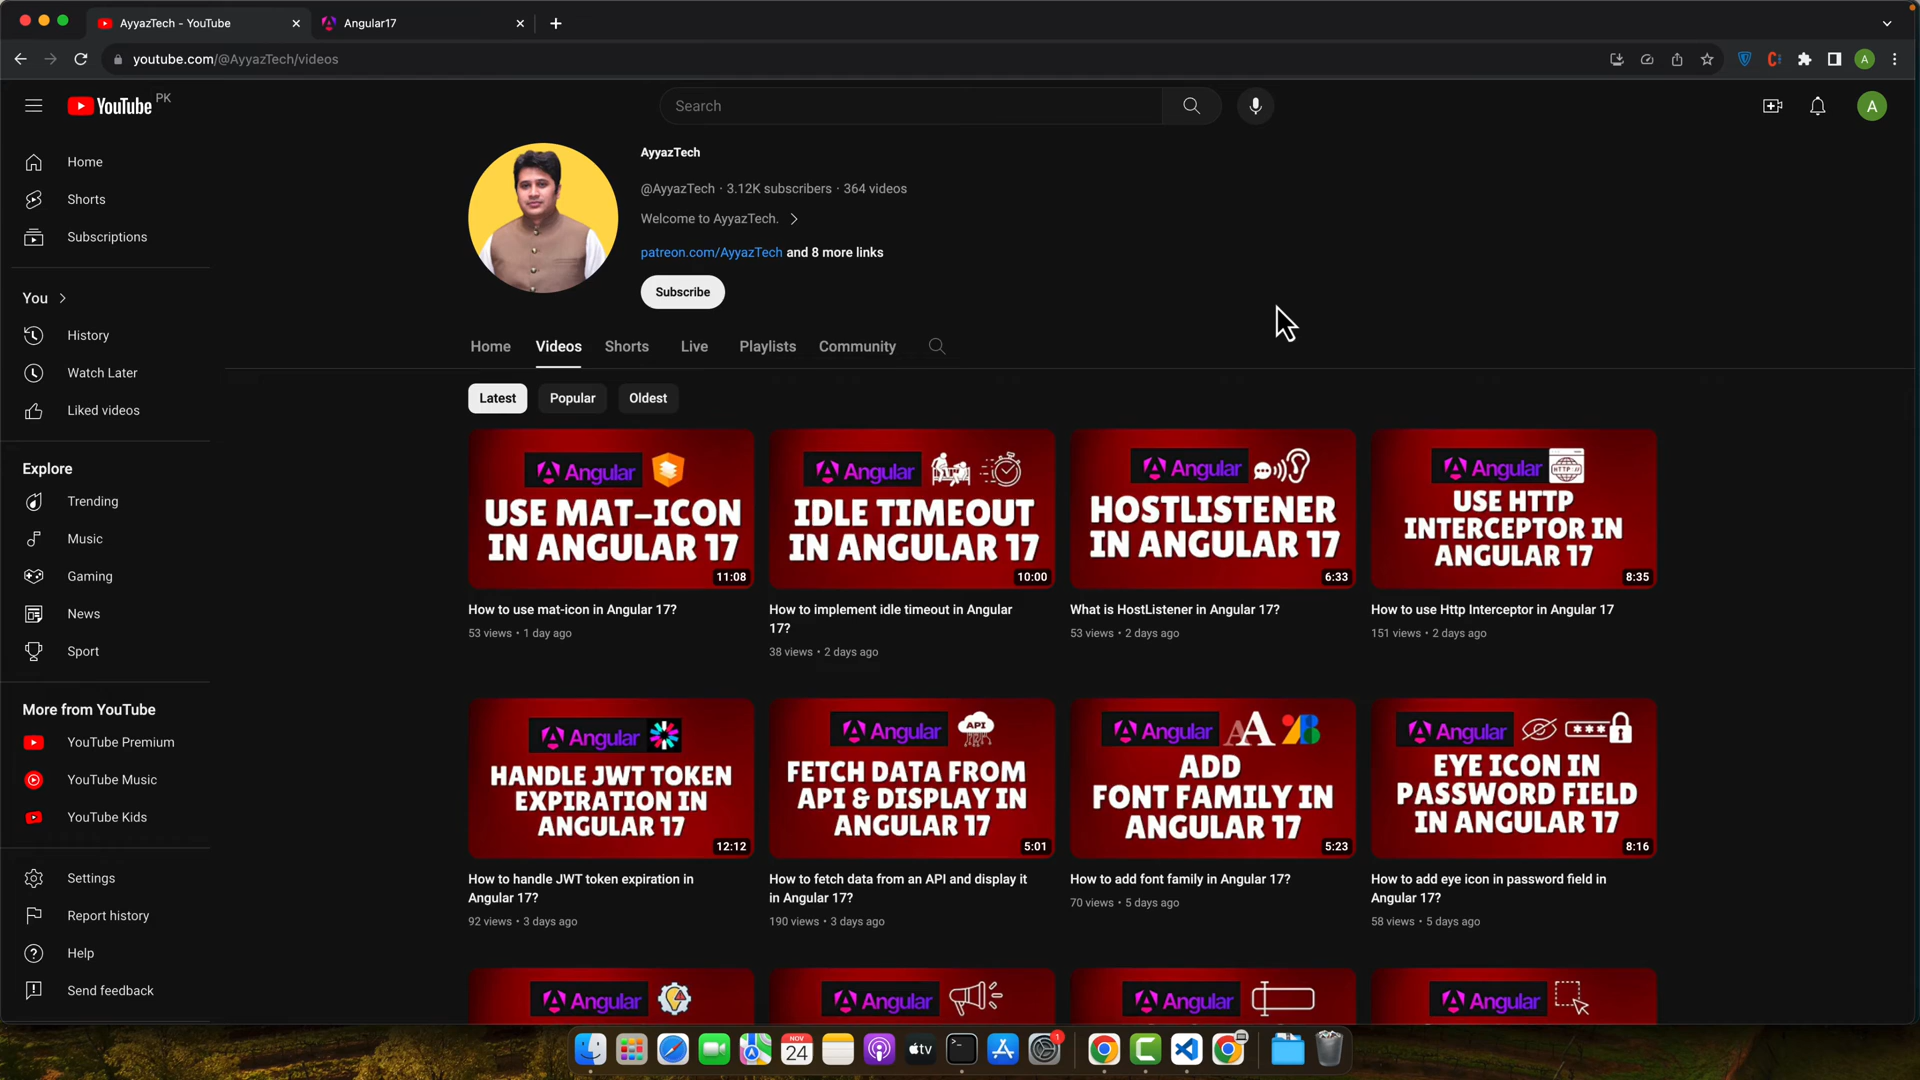 AyyazTech - YouTube
Angular17
youtube.com/@AyyazTech/videos
YouTube PK
Search
A
A
Home
Shorts
Subscriptions
You
History
Watch Later
Liked videos
Explore
Trending
Music
Gaming
News
Sport
More from YouTube
YouTube Premium
YouTube Music
YouTube Kids
Settings
Report history
Help
Send feedback
AyyazTech
@AyyazTech · 3.12K subscribers · 364 videos
Welcome to AyyazTech.
patreon.com/AyyazTech and 8 more links
Subscribe
Home Videos Shorts Live Playlists Community
Latest Popular Oldest
Angular
USE MAT-ICON
IN ANGULAR 17
11:08
How to use mat-icon in Angular 17?
53 views • 1 day ago
Angular
IDLE TIMEOUT
IN ANGULAR 17
10:00
How to implement idle timeout in Angular
17?
38 views • 2 days ago
Angular
HOSTLISTENER
IN ANGULAR 17
6:33
What is HostListener in Angular 17?
53 views • 2 days ago
Angular
HTTP //
USE HTTP
INTERCEPTOR IN
ANGULAR 17
8:35
How to use Http Interceptor in Angular 17
151 views • 2 days ago
Angular
HANDLE JWT TOKEN
EXPIRATION IN
ANGULAR 17
12:12
How to handle JWT token expiration in
Angular 17?
92 views • 3 days ago
Angular
API
FETCH DATA FROM
API & DISPLAY IN
ANGULAR 17
5:01
How to fetch data from an API and display it
in Angular 17?
190 views • 3 days ago
Angular
ADD
FONT FAMILY IN
ANGULAR 17
5:23
How to add font family in Angular 17?
70 views • 5 days ago
Angular
EYE ICON IN
PASSWORD FIELD
IN ANGULAR 17
8:16
How to add eye icon in password field in
Angular 17?
58 views • 5 days ago
Angular
Angular
Angular
Angular
NOV
24
tv
1